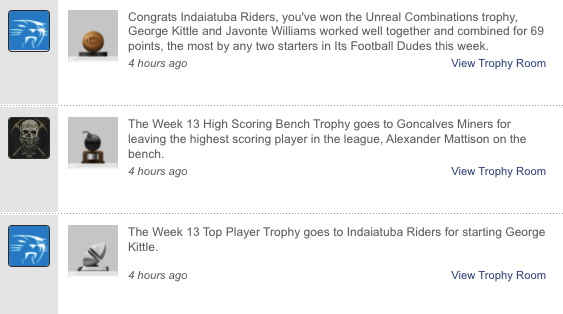 Congrats Indaiatuba Riders, you've won the Unreal Combinations trophy,
George Kittle and Javonte Williams worked well together and combined for 69
points, the most by any two starters in Its Football Dudes this week.
4 hours ago View Trophy Room
The Week 13 High Scoring Bench Trophy goes to Goncalves Miners for
leaving the highest scoring player in the league, Alexander Mattison on the
bench.
4 hours ago View Trophy Room
The Week 13 Top Player Trophy goes to Indaiatuba Riders for starting George
Kittle.
4 hours ago View Trophy Room